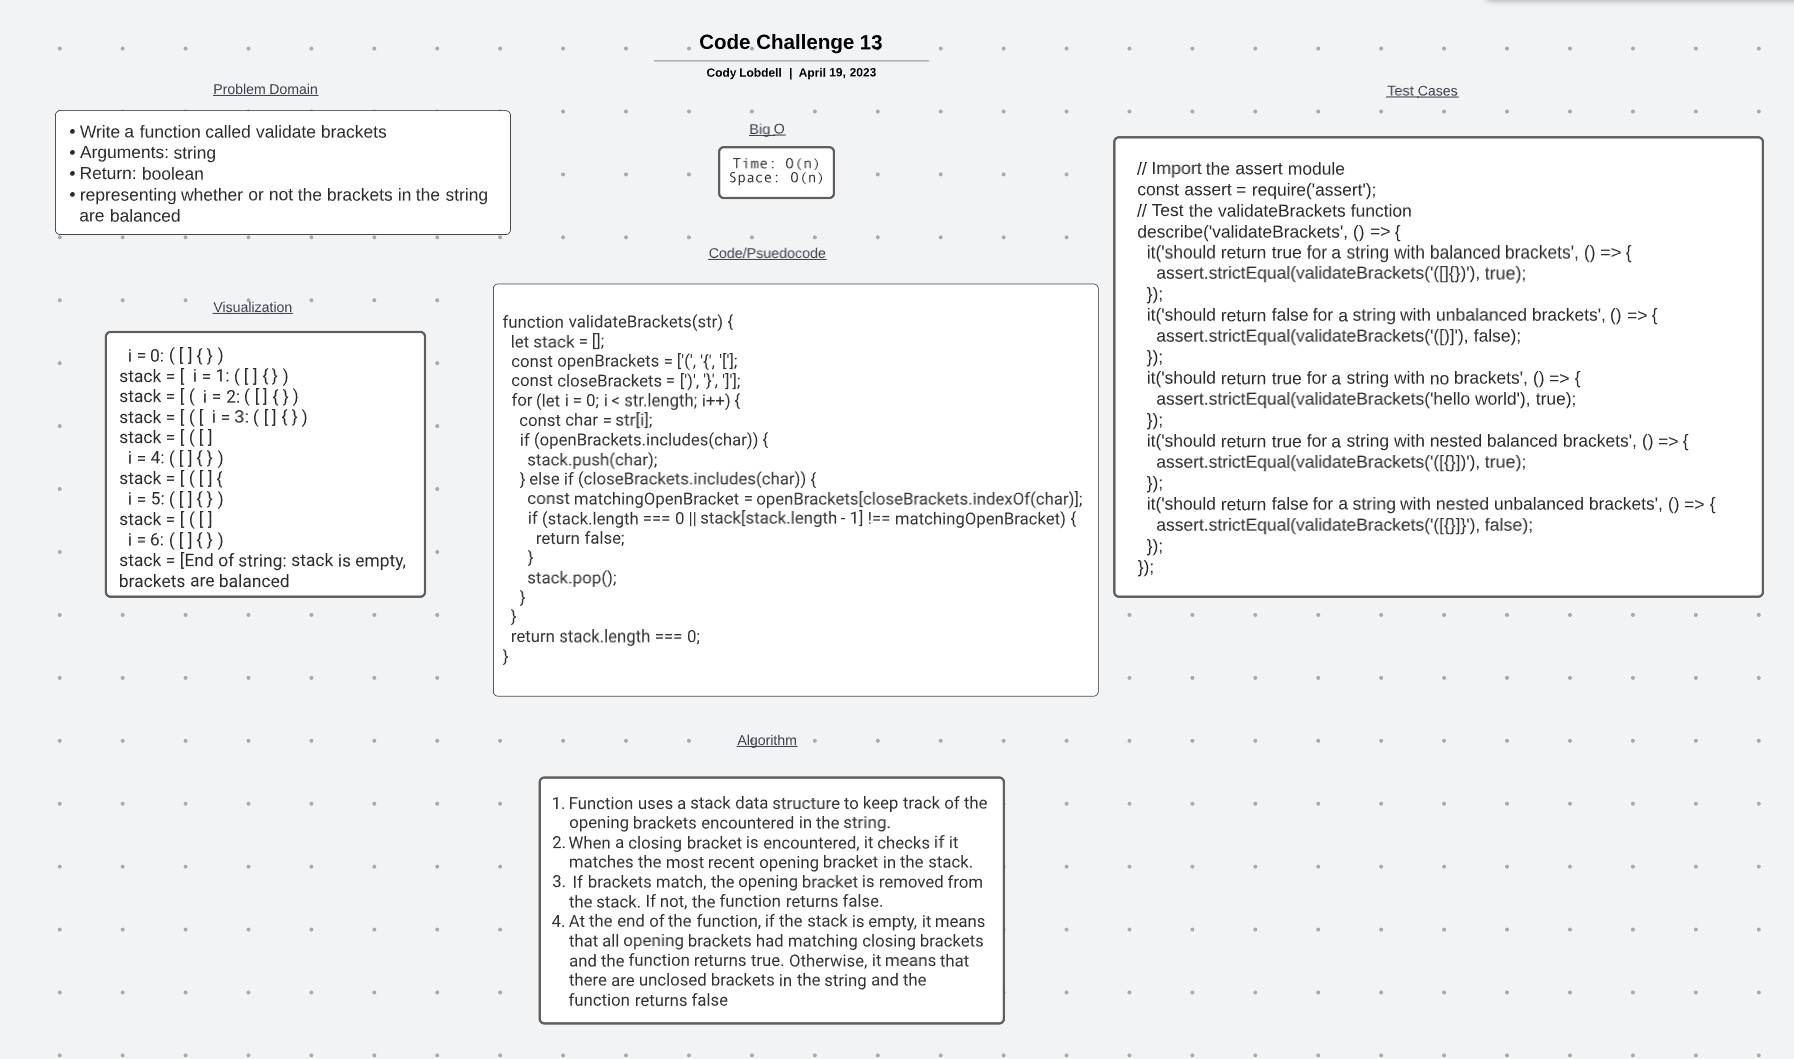 Code Challenge 13
Cody Lobdell | April 19, 2023
Problem Domain
• Write a function called validate brackets
• Arguments: string
• Return: boolean
• representing whether or not the brackets in the string
are balanced
Visualization
i = 0: ( [ ] { } )
stack = [  i = 1: ( [ ] { } )
stack = [ (  i = 2: ( [ ] { } )
stack = [ ( [  i = 3: ( [ ] { } )
stack = [ ( [ ]
i = 4: ( [ ] { } )
stack = [ ( [ ] {
i = 5: ( [ ] { } )
stack = [ ( [ ]
i = 6: ( [ ] { } )
stack = [End of string: stack is empty,
brackets are balanced
Big O
Time: O(n)
Space: O(n)
Code/Psuedocode
function validateBrackets(str) {
  let stack = [];
  const openBrackets = ['(', '{', '['];
  const closeBrackets = [')', '}', ']'];
  for (let i = 0; i < str.length; i++) {
    const char = str[i];
    if (openBrackets.includes(char)) {
      stack.push(char);
    } else if (closeBrackets.includes(char)) {
      const matchingOpenBracket = openBrackets[closeBrackets.indexOf(char)];
      if (stack.length === 0 || stack[stack.length - 1] !== matchingOpenBracket) {
        return false;
      }
      stack.pop();
    }
  }
  return stack.length === 0;
}
Algorithm
1. Function uses a stack data structure to keep track of the
opening brackets encountered in the string.
2. When a closing bracket is encountered, it checks if it
matches the most recent opening bracket in the stack.
3. If brackets match, the opening bracket is removed from
the stack. If not, the function returns false.
4. At the end of the function, if the stack is empty, it means
that all opening brackets had matching closing brackets
and the function returns true. Otherwise, it means that
there are unclosed brackets in the string and the
function returns false
Test Cases
// Import the assert module
const assert = require('assert');
// Test the validateBrackets function
describe('validateBrackets', () => {
  it('should return true for a string with balanced brackets', () => {
    assert.strictEqual(validateBrackets('([]{})'), true);
  });
  it('should return false for a string with unbalanced brackets', () => {
    assert.strictEqual(validateBrackets('([)]'), false);
  });
  it('should return true for a string with no brackets', () => {
    assert.strictEqual(validateBrackets('hello world'), true);
  });
  it('should return true for a string with nested balanced brackets', () => {
    assert.strictEqual(validateBrackets('([{}])'), true);
  });
  it('should return false for a string with nested unbalanced brackets', () => {
    assert.strictEqual(validateBrackets('([{}]}'), false);
  });
});